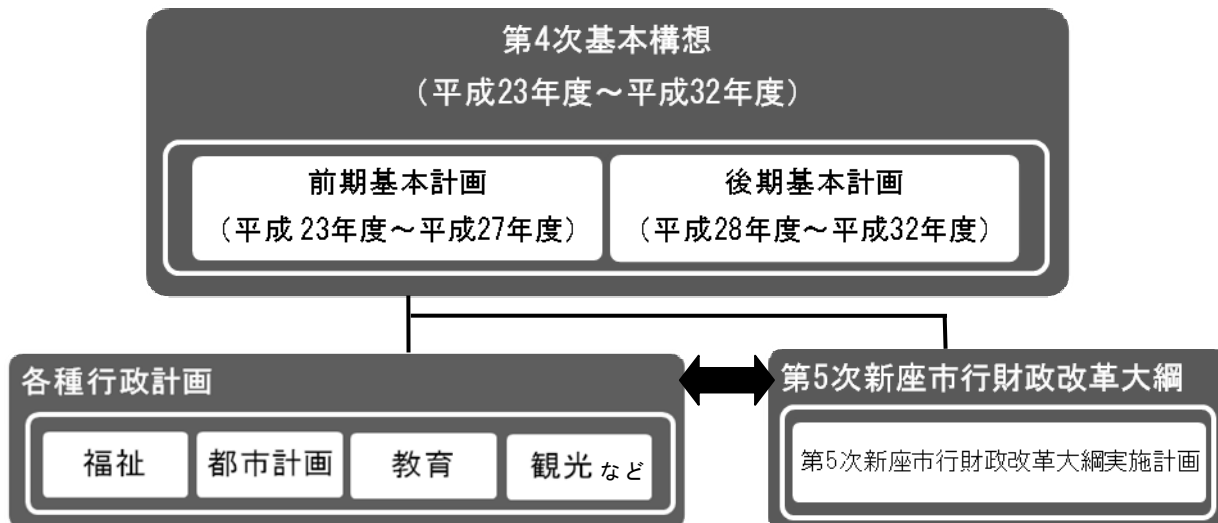 第4次基本構想
（平成23年度～平成32年度）
前期基本計画
（平成 23年度～平成27年度）
後期基本計画
（平成28年度～平成32年度）
各種行政計画
福祉
都市計画
教育
観光 など
第5次新座市行財政改革大綱
第5次新座市行財政改革大綱実施計画